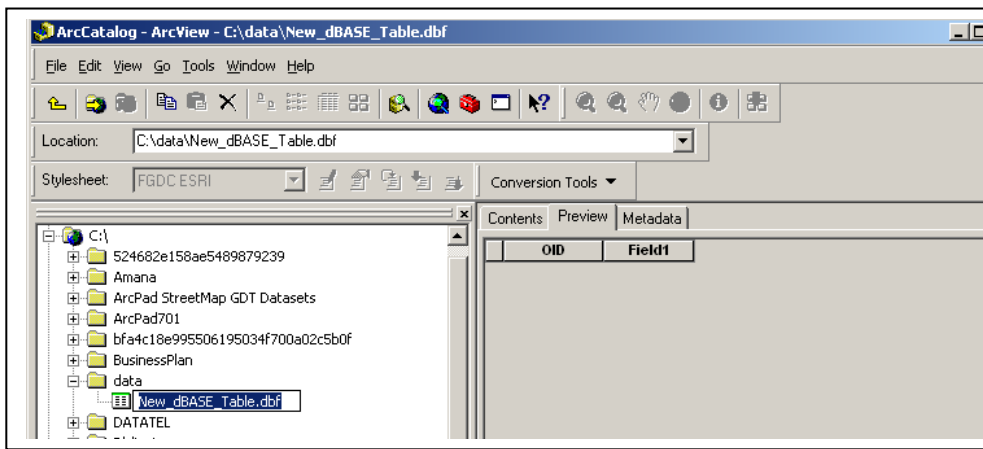 ArcCatalog - ArcView - C:\data\New_dBASE_Table.dbf
File Edit View Go Tools Window Help
Location: C:\data\New_dBASE_Table.dbf
Stylesheet: FGDC ESRI Conversion Tools
Contents Preview Metadata
OID Field1
C:\
524682e158ae5489879239
Amana
ArcPad StreetMap GDT Datasets
ArcPad701
bfa4c18e995506195034f700a02c5b0f
BusinessPlan
data
New_dBASE_Table.dbf
DATATEL